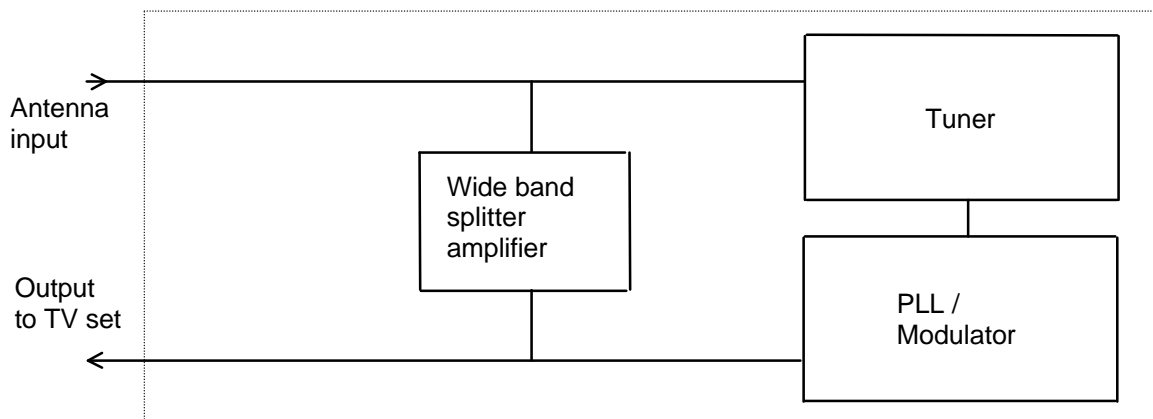 Antenna
input
Tuner
Wide band
splitter
amplifier
Output
to TV set
PLL /
Modulator